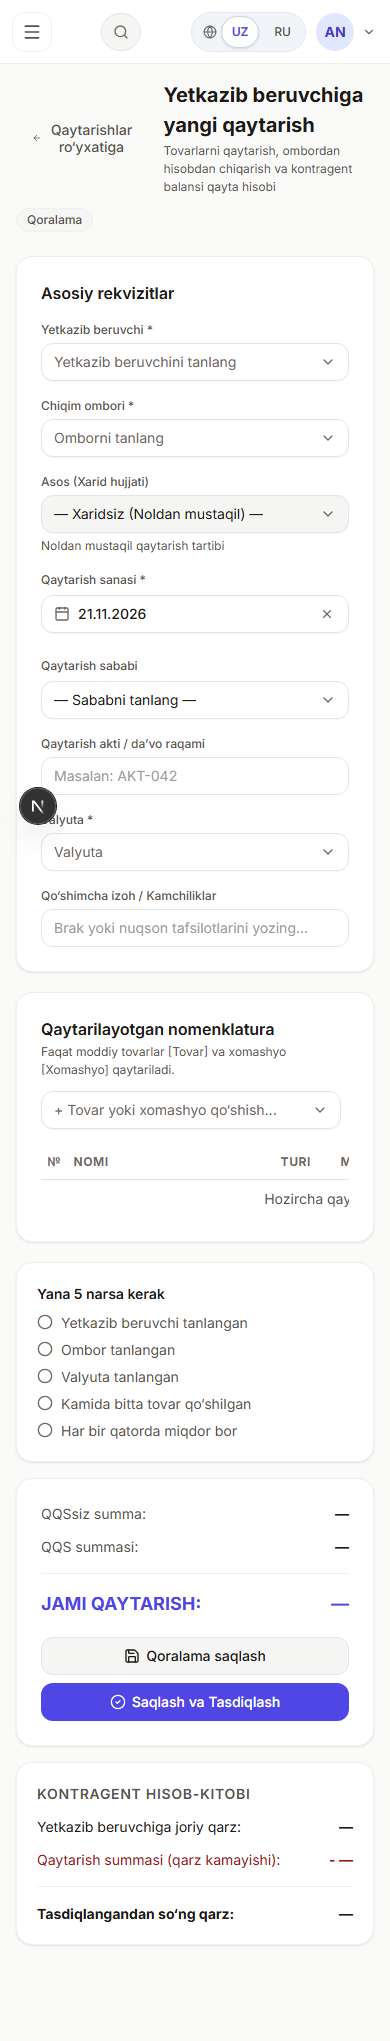 UZ RU AN
Qaytarishlar
ro‘yxatiga
Yetkazib beruvchiga
yangi qaytarish
Tovarlarni qaytarish, ombordan
hisobdan chiqarish va kontragent
balansi qayta hisobi
Qoralama
Asosiy rekvizitlar
Yetkazib beruvchi *
Yetkazib beruvchini tanlang
Chiqim ombori *
Omborni tanlang
Asos (Xarid hujjati)
— Xaridsiz (Noldan mustaqil) —
Noldan mustaqil qaytarish tartibi
Qaytarish sanasi *
21.11.2026
Qaytarish sababi
— Sababni tanlang —
Qaytarish akti / da’vo raqami
Masalan: AKT-042
N
alyuta *
Valyuta
Qo‘shimcha izoh / Kamchiliklar
Brak yoki nuqson tafsilotlarini yozing...
Qaytarilayotgan nomenklatura
Faqat moddiy tovarlar [Tovar] va xomashyo
[Xomashyo] qaytariladi.
+ Tovar yoki xomashyo qo‘shish...
№ NOMI TURI M
Hozircha qay
Yana 5 narsa kerak
Yetkazib beruvchi tanlangan
Ombor tanlangan
Valyuta tanlangan
Kamida bitta tovar qo‘shilgan
Har bir qatorda miqdor bor
QQSsiz summa: —
QQS summasi: —
JAMI QAYTARISH: —
Qoralama saqlash
Saqlash va Tasdiqlash
KONTRAGENT HISOB-KITOBI
Yetkazib beruvchiga joriy qarz: —
Qaytarish summasi (qarz kamayishi): - —
Tasdiqlangandan so‘ng qarz: —